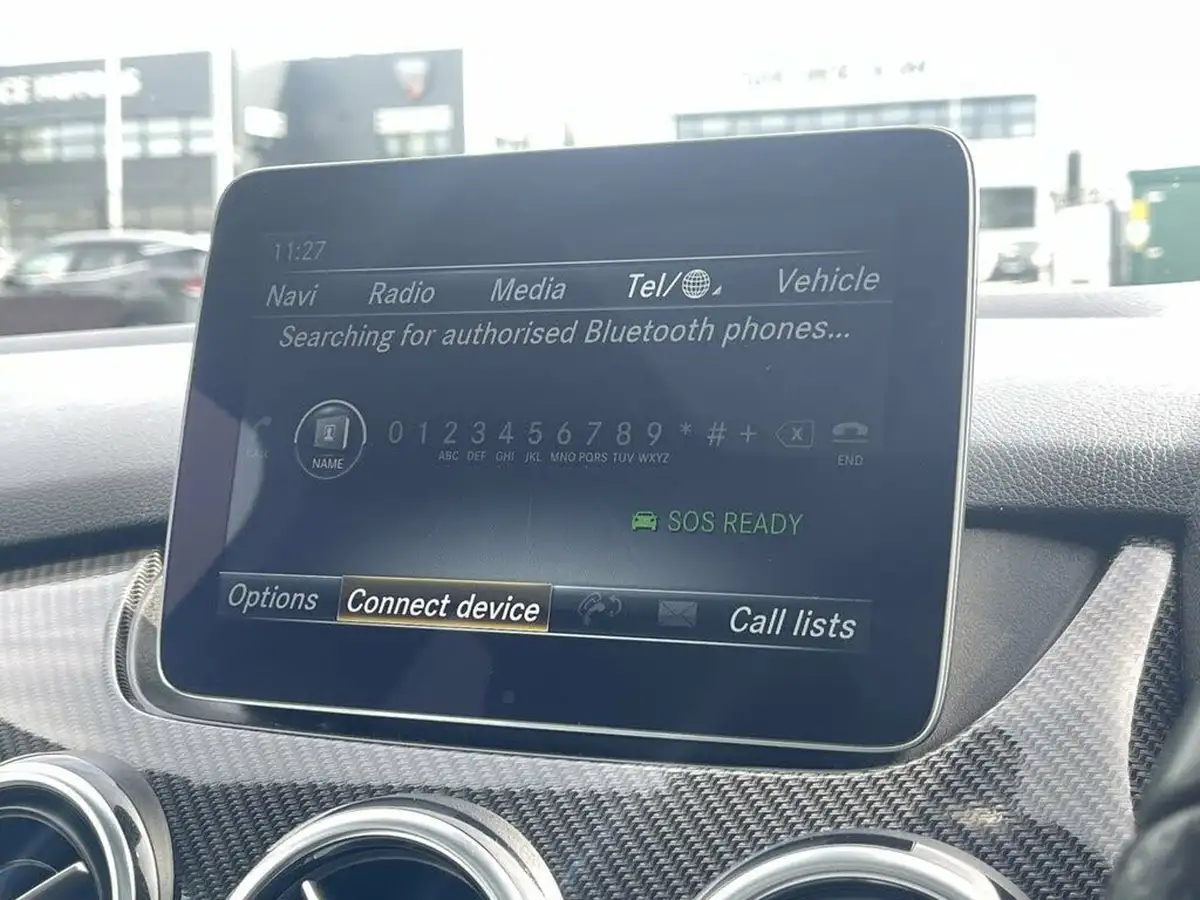 11:27
Navi Radio Media Tel/ Vehicle
Searching for authorised Bluetooth phones...
NAME 0 1 2 3 4 5 6 7 8 9 * # + X
ABC DEF GHI JKL MNO PQRS TUV WXYZ END
SOS READY
Options Connect device Call lists